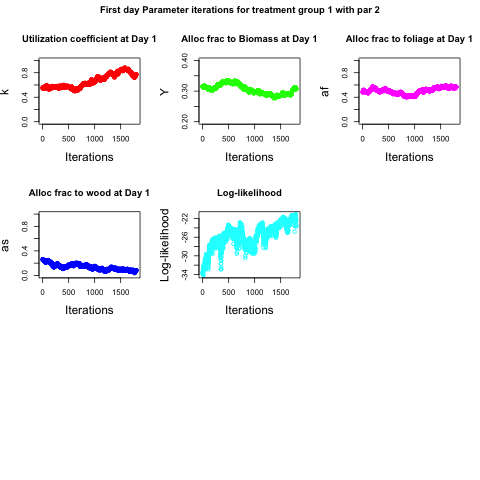 First day Parameter iterations for treatment group 1 with par 2
Utilization coefficient at Day 1
k
0.0 0.4 0.8
0 500 1000 1500
Iterations
Alloc frac to Biomass at Day 1
Y
0.20 0.30 0.40
0 500 1000 1500
Iterations
Alloc frac to foliage at Day 1
af
0.0 0.4 0.8
0 500 1000 1500
Iterations
Alloc frac to wood at Day 1
as
0.0 0.4 0.8
0 500 1000 1500
Iterations
Log-likelihood
Log-likelihood
-34 -30 -26 -22
0 500 1000 1500
Iterations